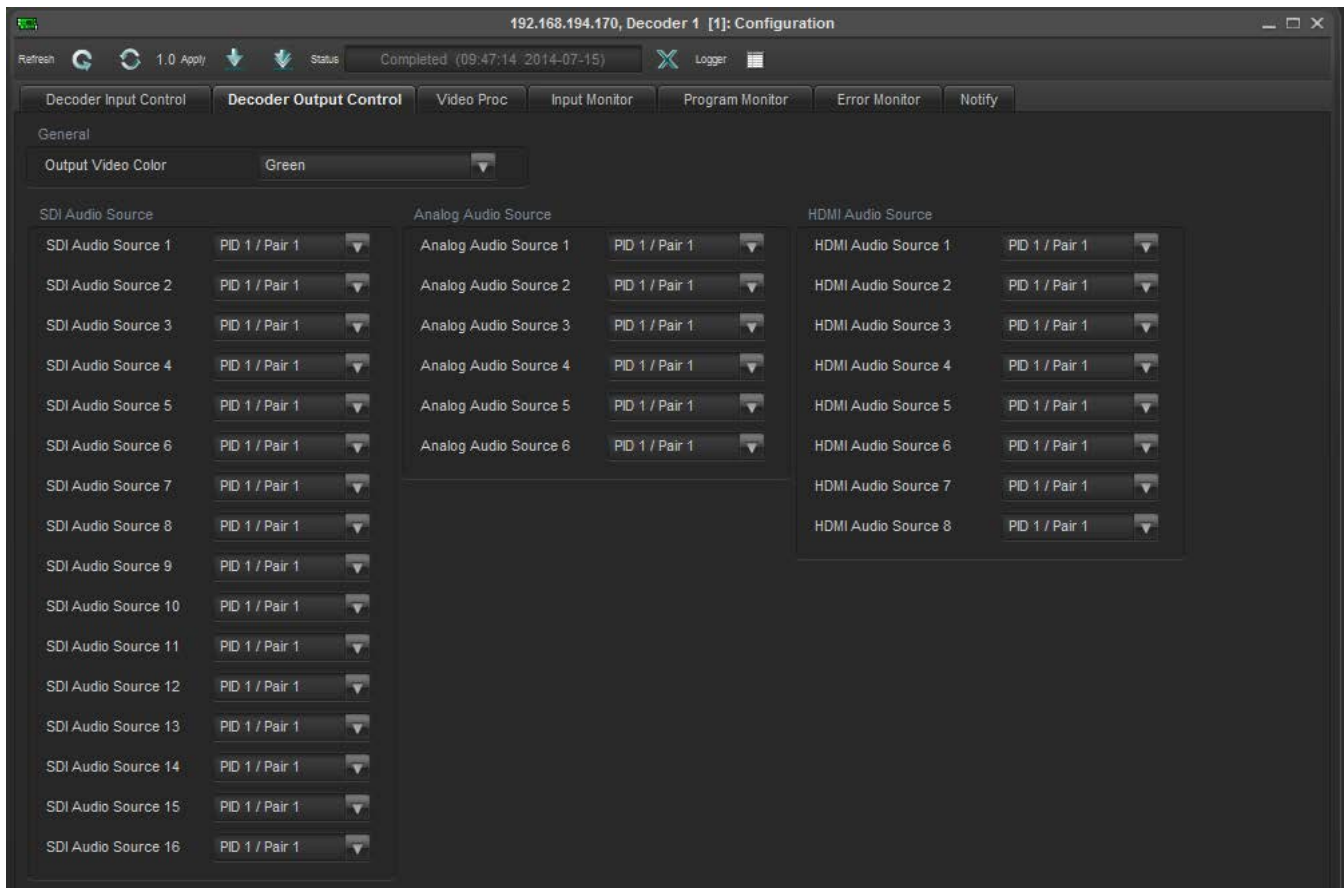 192.168.194.170, Decoder 1 [1]: Configuration
Refresh 1.0 Apply Status Completed (09:47:14 2014-07-15) Logger
Decoder Input Control Decoder Output Control Video Proc Input Monitor Program Monitor Error Monitor Notify
General
Output Video Color Green
SDI Audio Source Analog Audio Source HDMI Audio Source
SDI Audio Source 1 PID 1 / Pair 1 Analog Audio Source 1 PID 1 / Pair 1 HDMI Audio Source 1 PID 1 / Pair 1
SDI Audio Source 2 PID 1 / Pair 1 Analog Audio Source 2 PID 1 / Pair 1 HDMI Audio Source 2 PID 1 / Pair 1
SDI Audio Source 3 PID 1 / Pair 1 Analog Audio Source 3 PID 1 / Pair 1 HDMI Audio Source 3 PID 1 / Pair 1
SDI Audio Source 4 PID 1 / Pair 1 Analog Audio Source 4 PID 1 / Pair 1 HDMI Audio Source 4 PID 1 / Pair 1
SDI Audio Source 5 PID 1 / Pair 1 Analog Audio Source 5 PID 1 / Pair 1 HDMI Audio Source 5 PID 1 / Pair 1
SDI Audio Source 6 PID 1 / Pair 1 Analog Audio Source 6 PID 1 / Pair 1 HDMI Audio Source 6 PID 1 / Pair 1
SDI Audio Source 7 PID 1 / Pair 1 HDMI Audio Source 7 PID 1 / Pair 1
SDI Audio Source 8 PID 1 / Pair 1 HDMI Audio Source 8 PID 1 / Pair 1
SDI Audio Source 9 PID 1 / Pair 1
SDI Audio Source 10 PID 1 / Pair 1
SDI Audio Source 11 PID 1 / Pair 1
SDI Audio Source 12 PID 1 / Pair 1
SDI Audio Source 13 PID 1 / Pair 1
SDI Audio Source 14 PID 1 / Pair 1
SDI Audio Source 15 PID 1 / Pair 1
SDI Audio Source 16 PID 1 / Pair 1